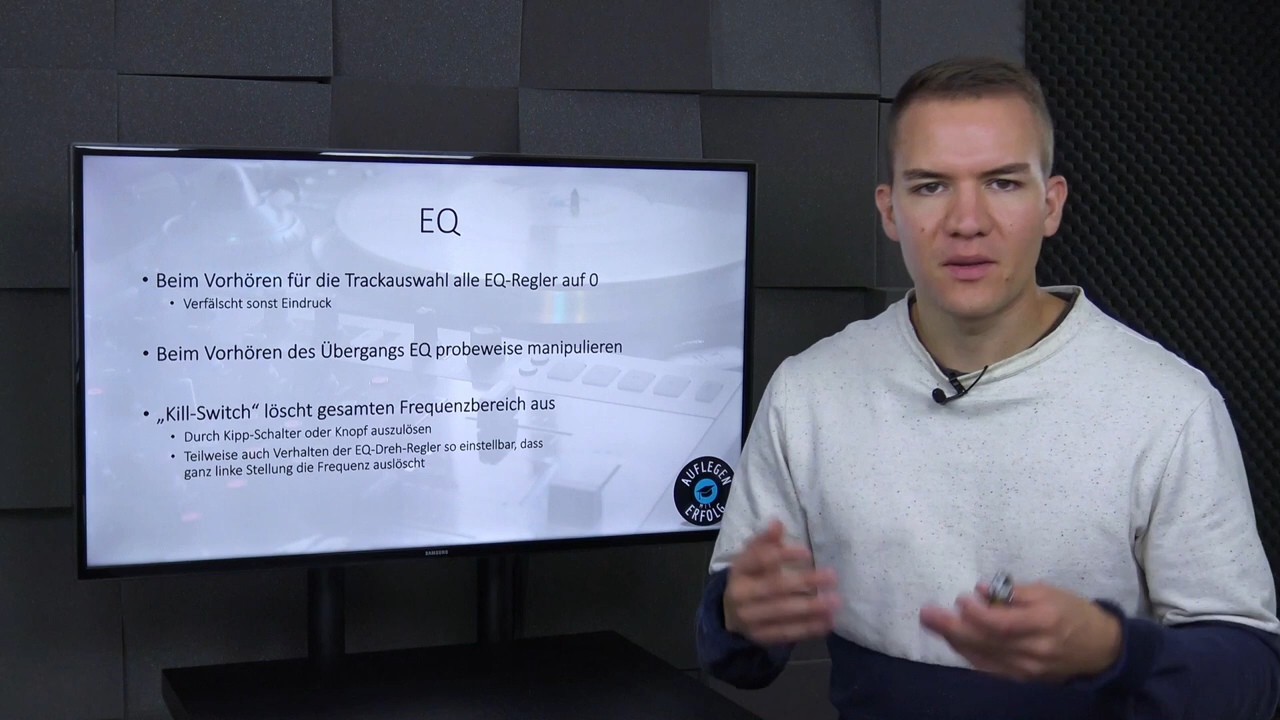 EQ
• Beim Vorhören für die Trackauswahl alle EQ-Regler auf 0
• Verfälscht sonst Eindruck
• Beim Vorhören des Übergangs EQ probeweise manipulieren
• „Kill-Switch“ löscht gesamten Frequenzbereich aus
• Durch Kipp-Schalter oder Knopf auszulösen
• Teilweise auch Verhalten der EQ-Dreh-Regler so einstellbar, dass
ganz linke Stellung die Frequenz auslöscht
AUFLEGEN
MIT
ERFOLG
SAMSUNG